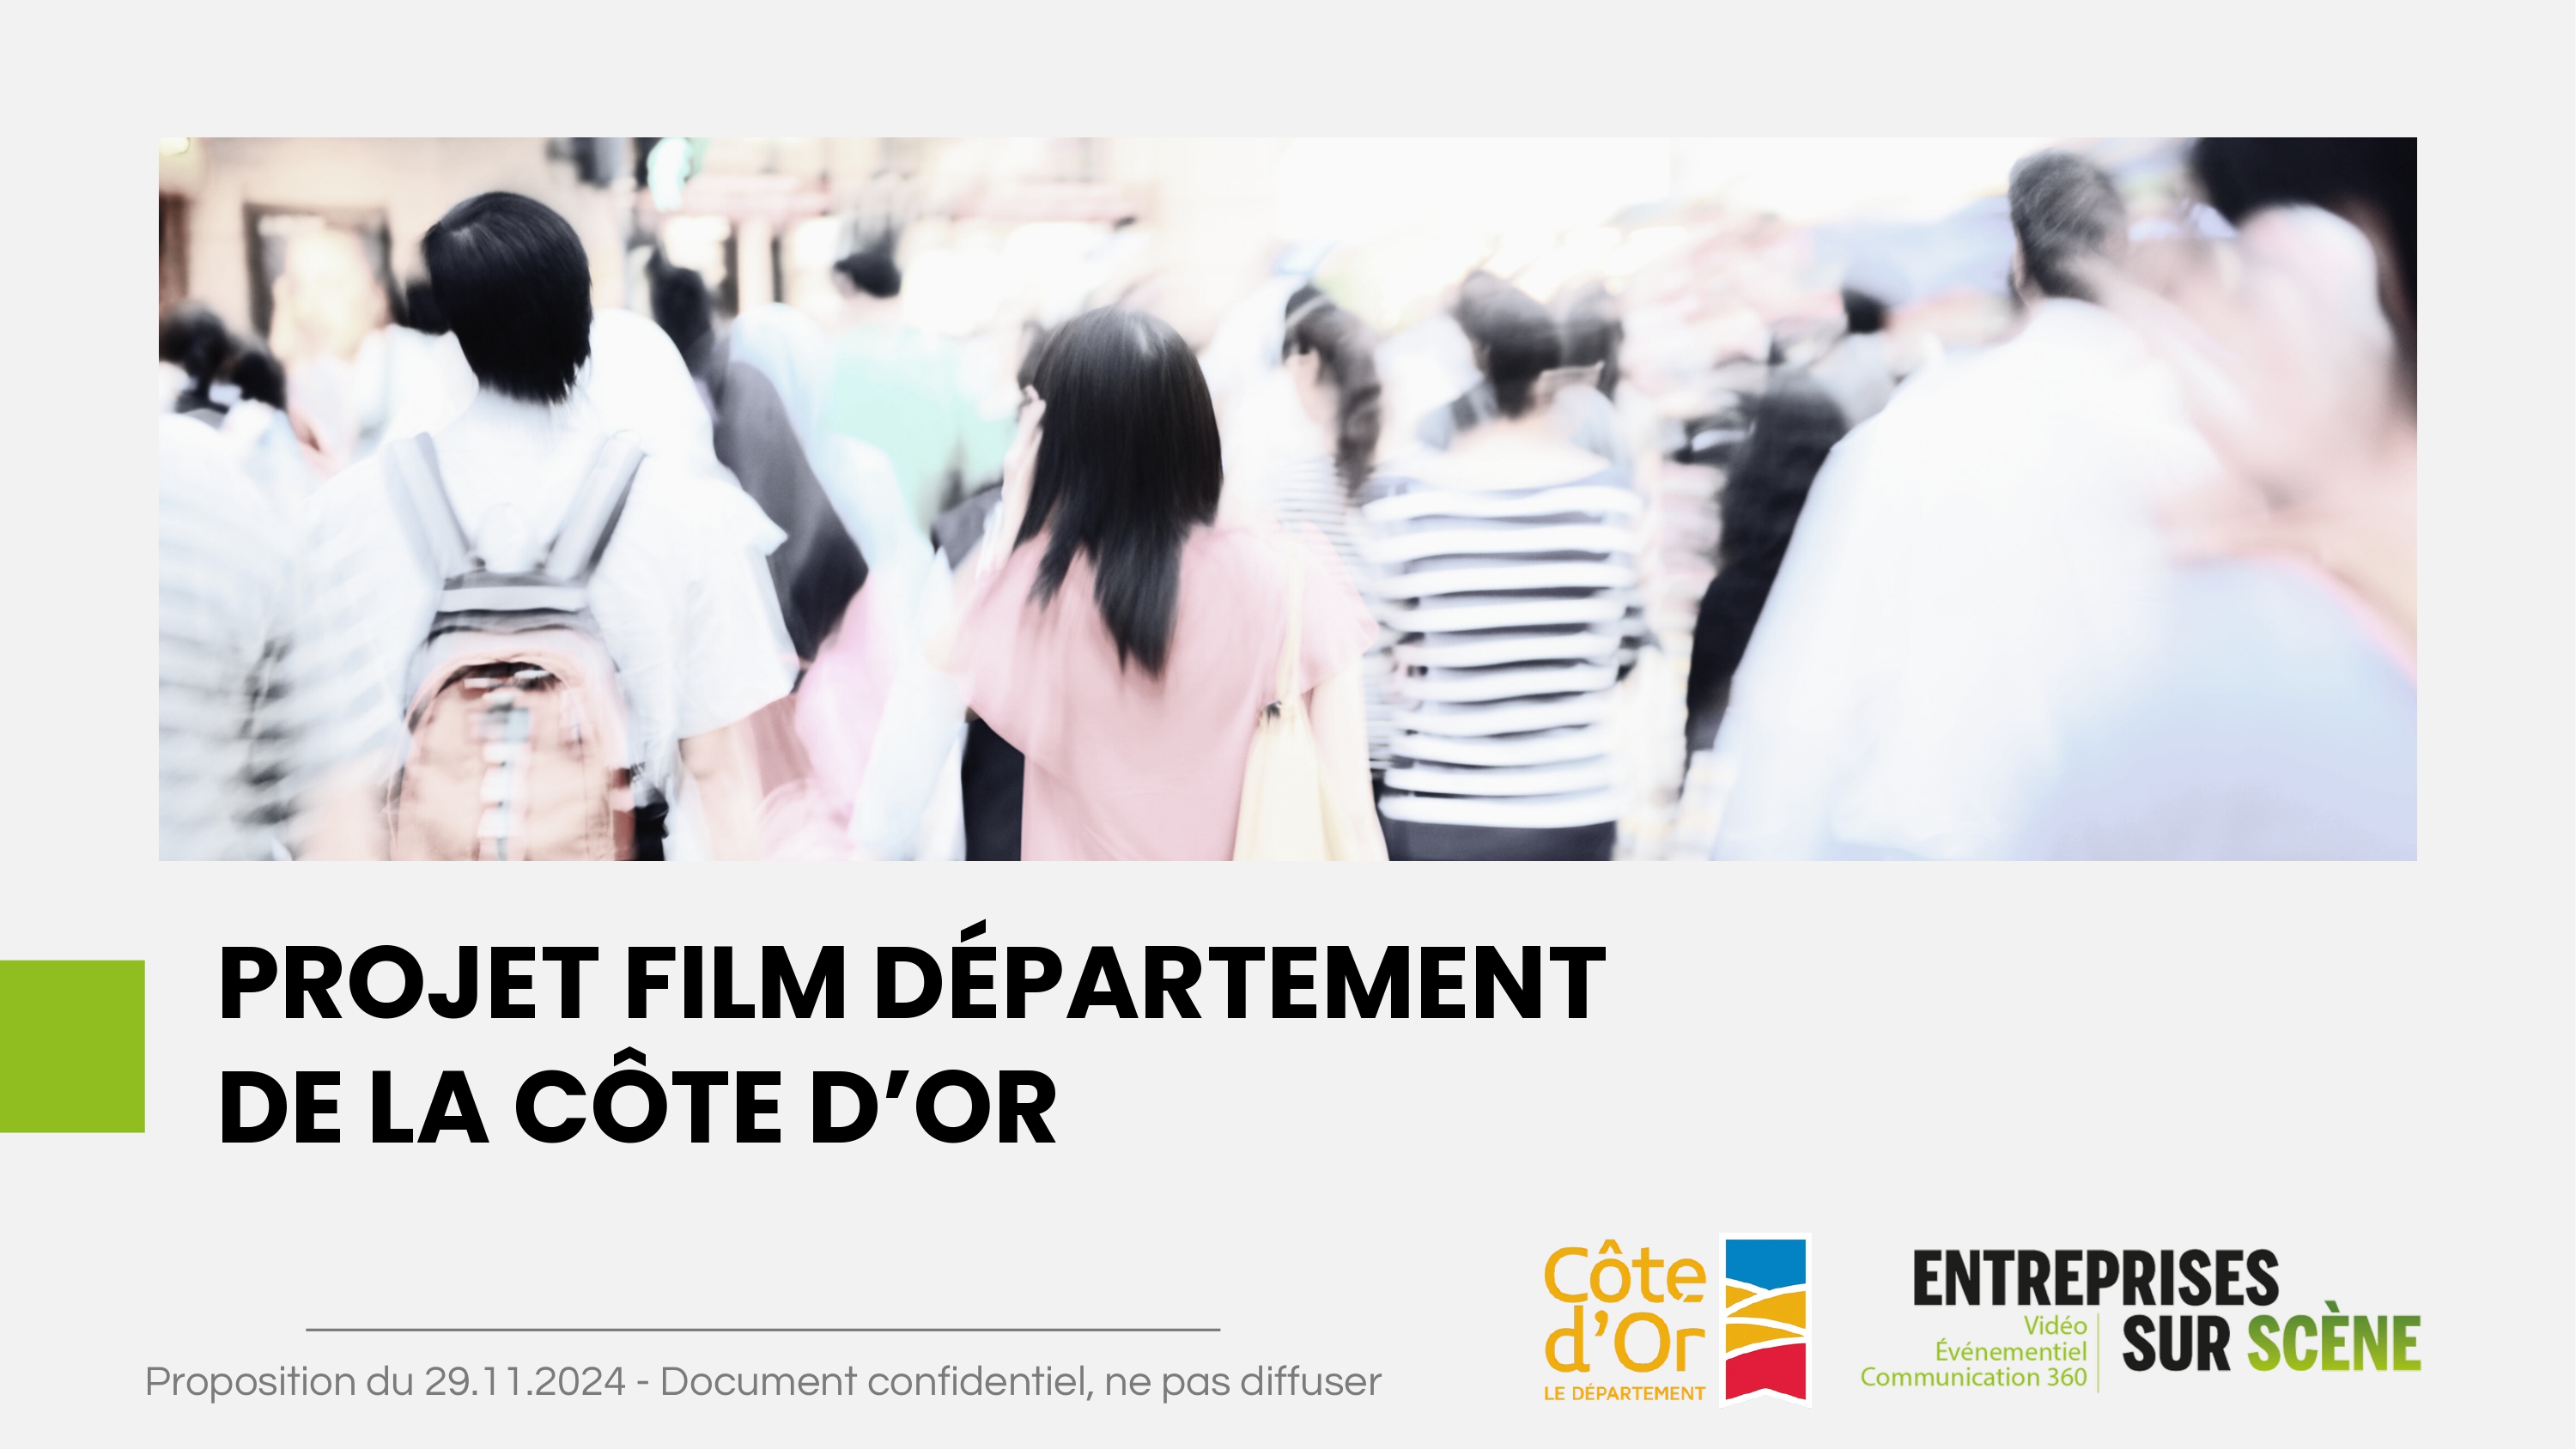 PROJET FILM DÉPARTEMENT
DE LA CÔTE D’OR
Proposition du 29.11.2024 - Document confidentiel, ne pas diffuser
Côte
d’Or
LE DÉPARTEMENT
ENTREPRISES
SUR SCÈNE
Vidéo
Événementiel
Communication 360